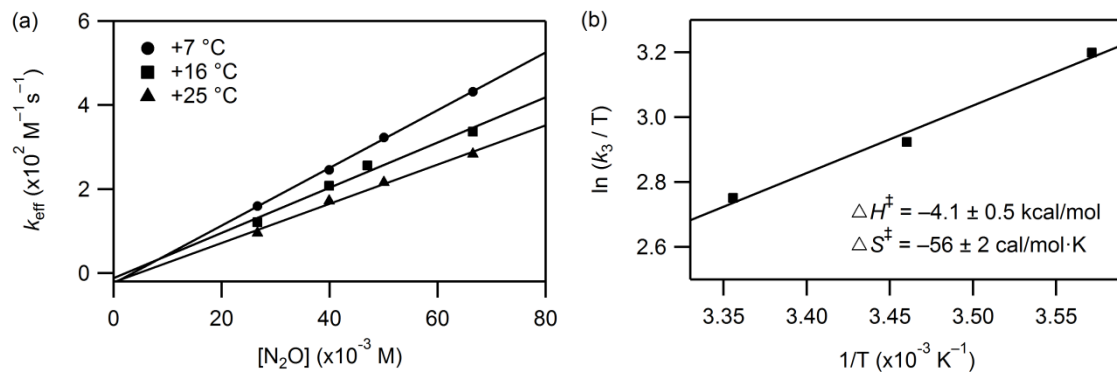 (a)
k_eff (x10² M⁻¹ s⁻¹)
6
4
2
0
+7 °C
+16 °C
+25 °C
0
20
40
60
80
[N₂O] (x10⁻³ M)
(b)
ln (k₃ / T)
3.2
3.0
2.8
2.6
△H‡ = –4.1 ± 0.5 kcal/mol
△S‡ = –56 ± 2 cal/mol·K
3.35
3.40
3.45
3.50
3.55
1/T (x10⁻³ K⁻¹)